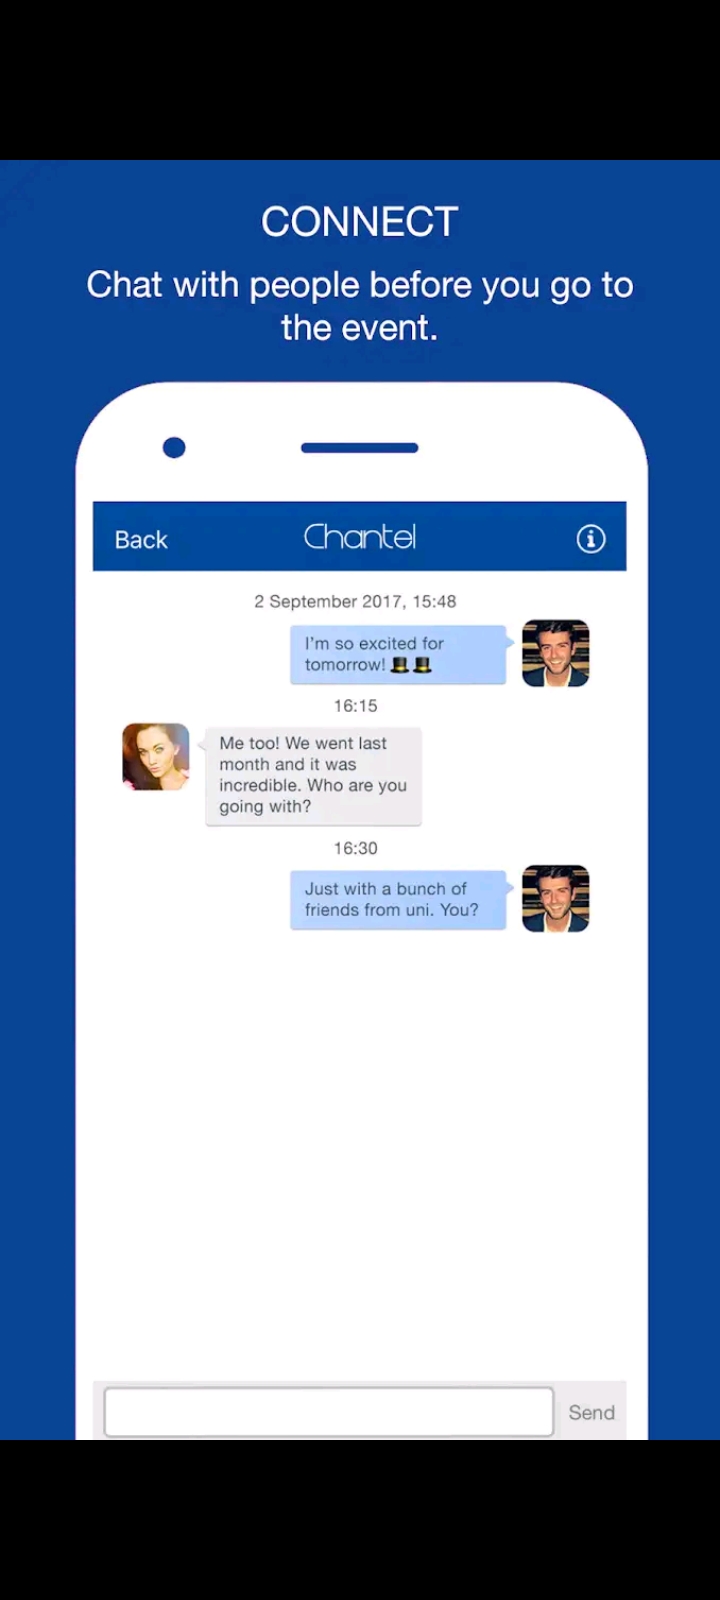 CONNECT
Chat with people before you go to
the event.
Back
Chantel
2 September 2017, 15:48
I'm so excited for
tomorrow! 🎩🎩
16:15
Me too! We went last
month and it was
incredible. Who are you
going with?
16:30
Just with a bunch of
friends from uni. You?
Send